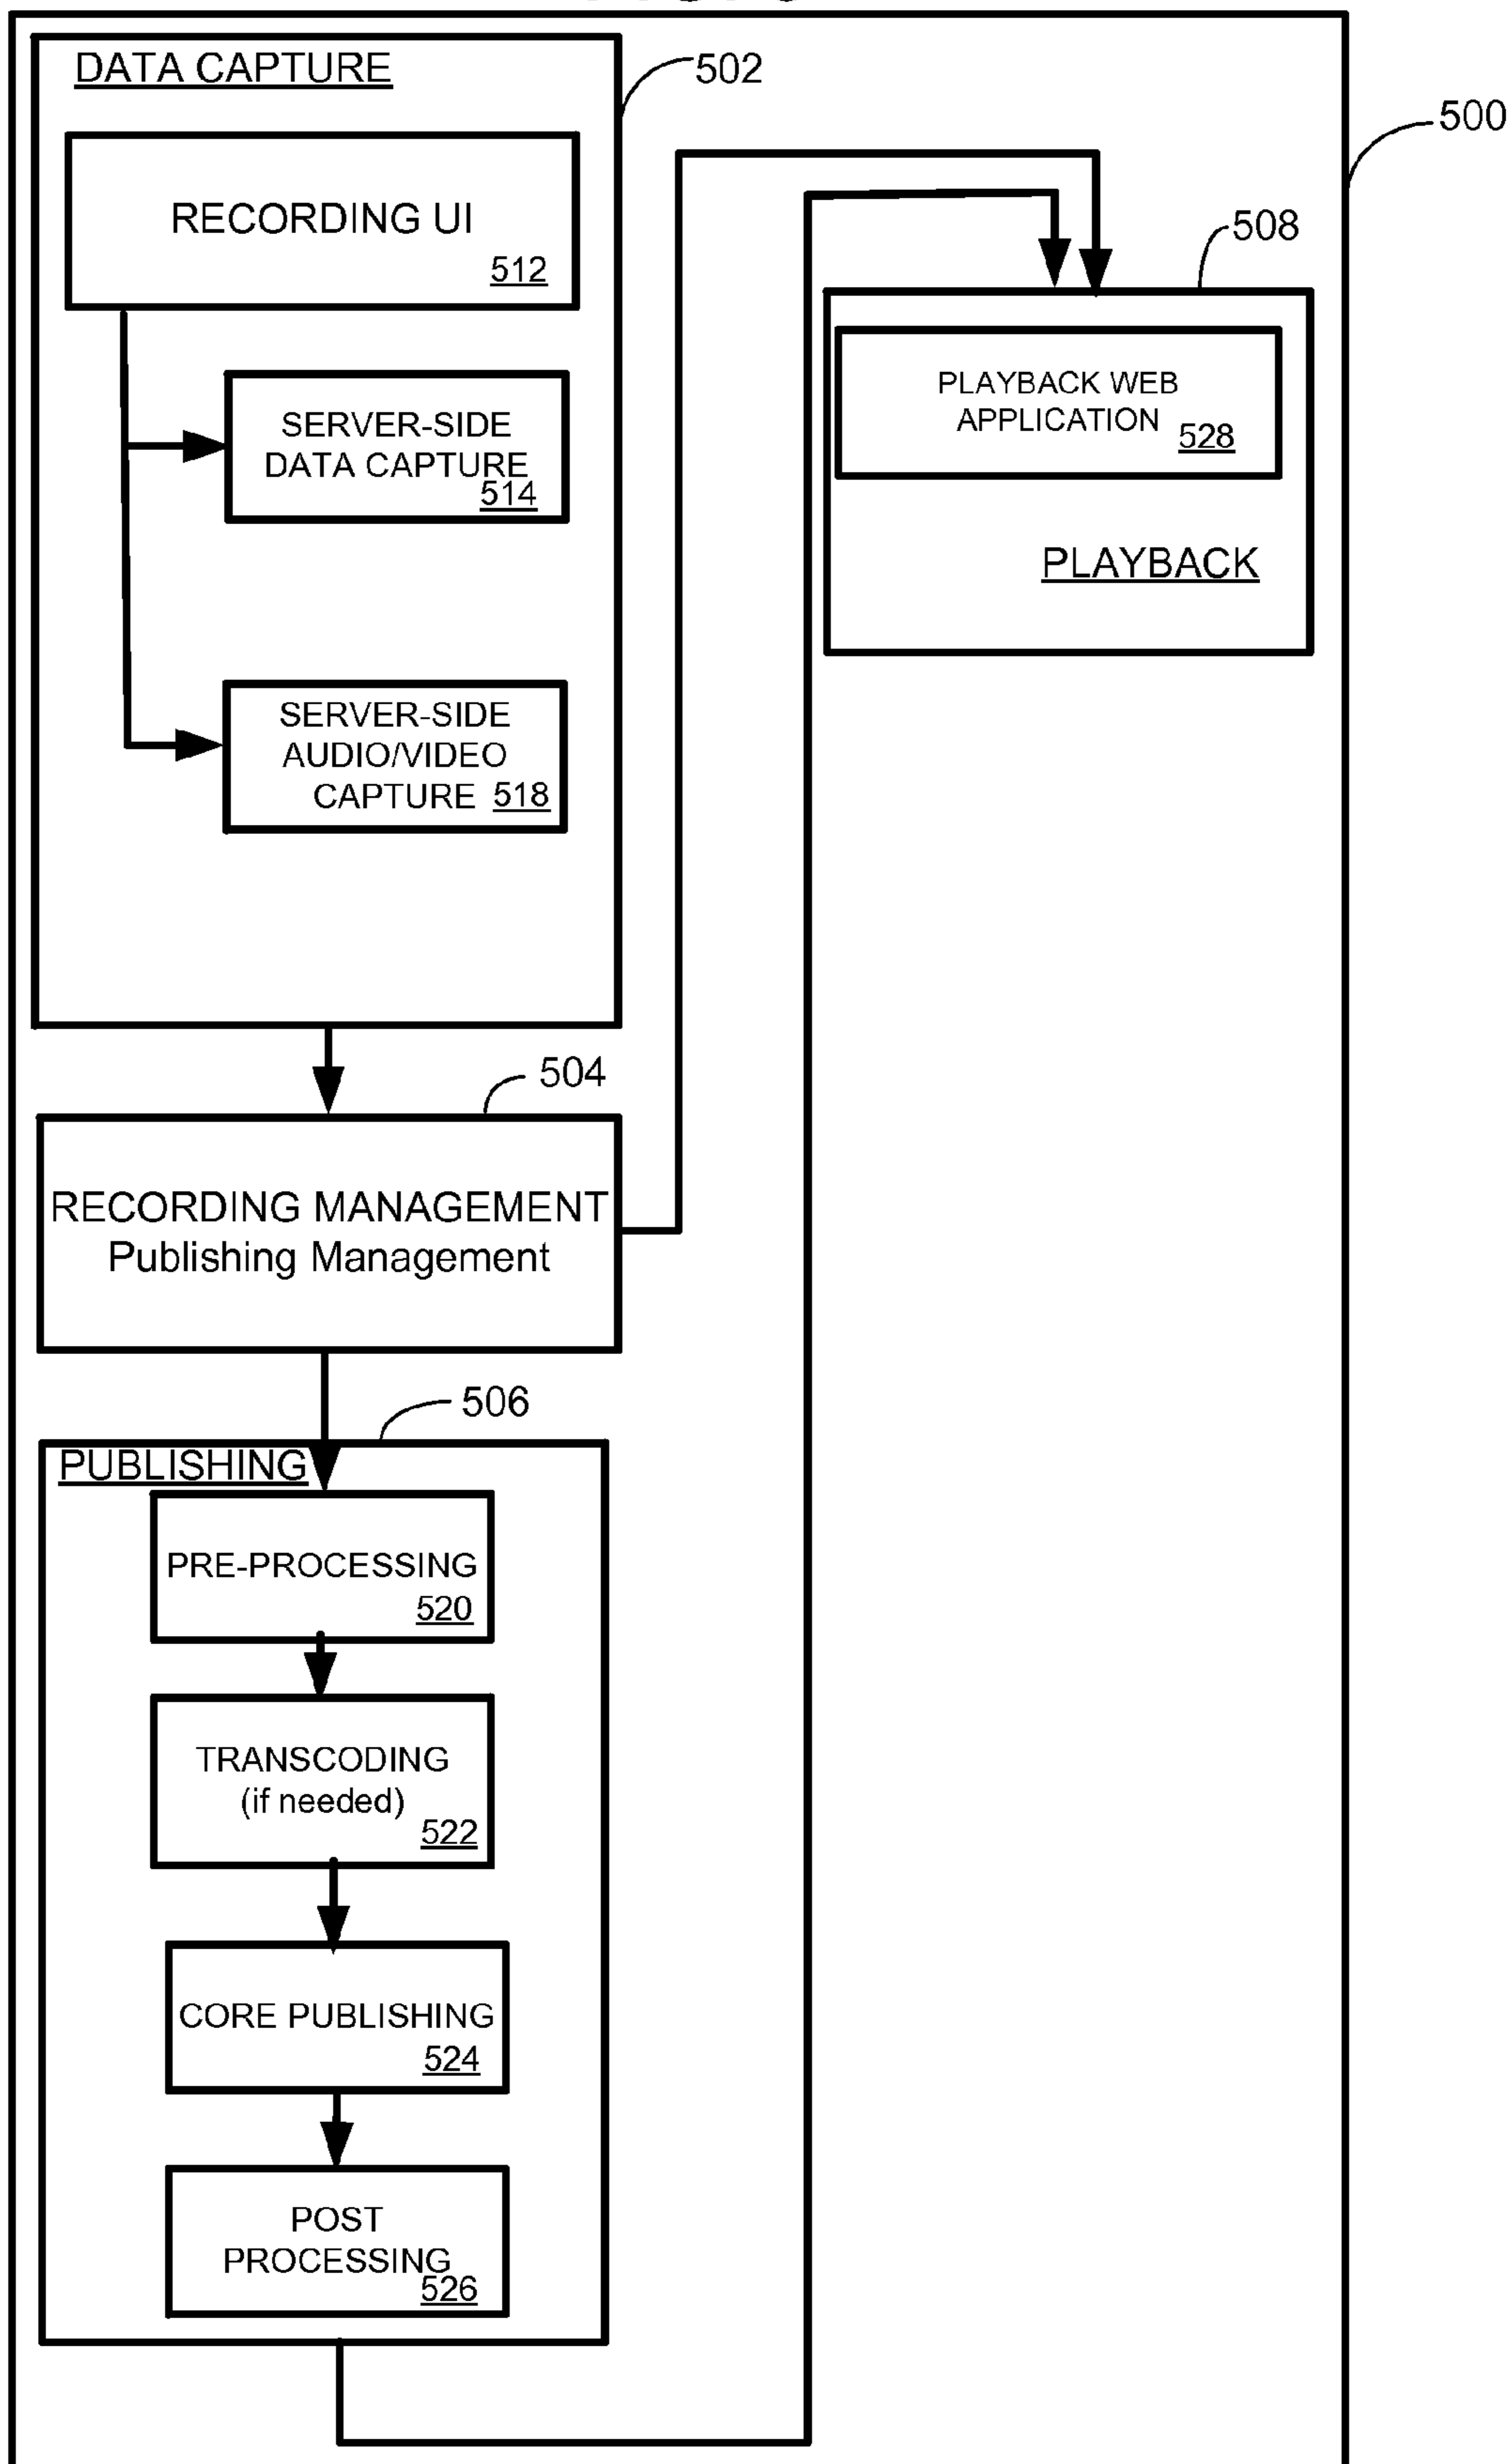 DATA CAPTURE
502
500
RECORDING UI
512
508
SERVER-SIDE
DATA CAPTURE
514
PLAYBACK WEB
APPLICATION 528
PLAYBACK
SERVER-SIDE
AUDIO/VIDEO
CAPTURE 518
504
RECORDING MANAGEMENT
Publishing Management
506
PUBLISHING
PRE-PROCESSING
520
TRANSCODING
(if needed)
522
CORE PUBLISHING
524
POST
PROCESSING
526